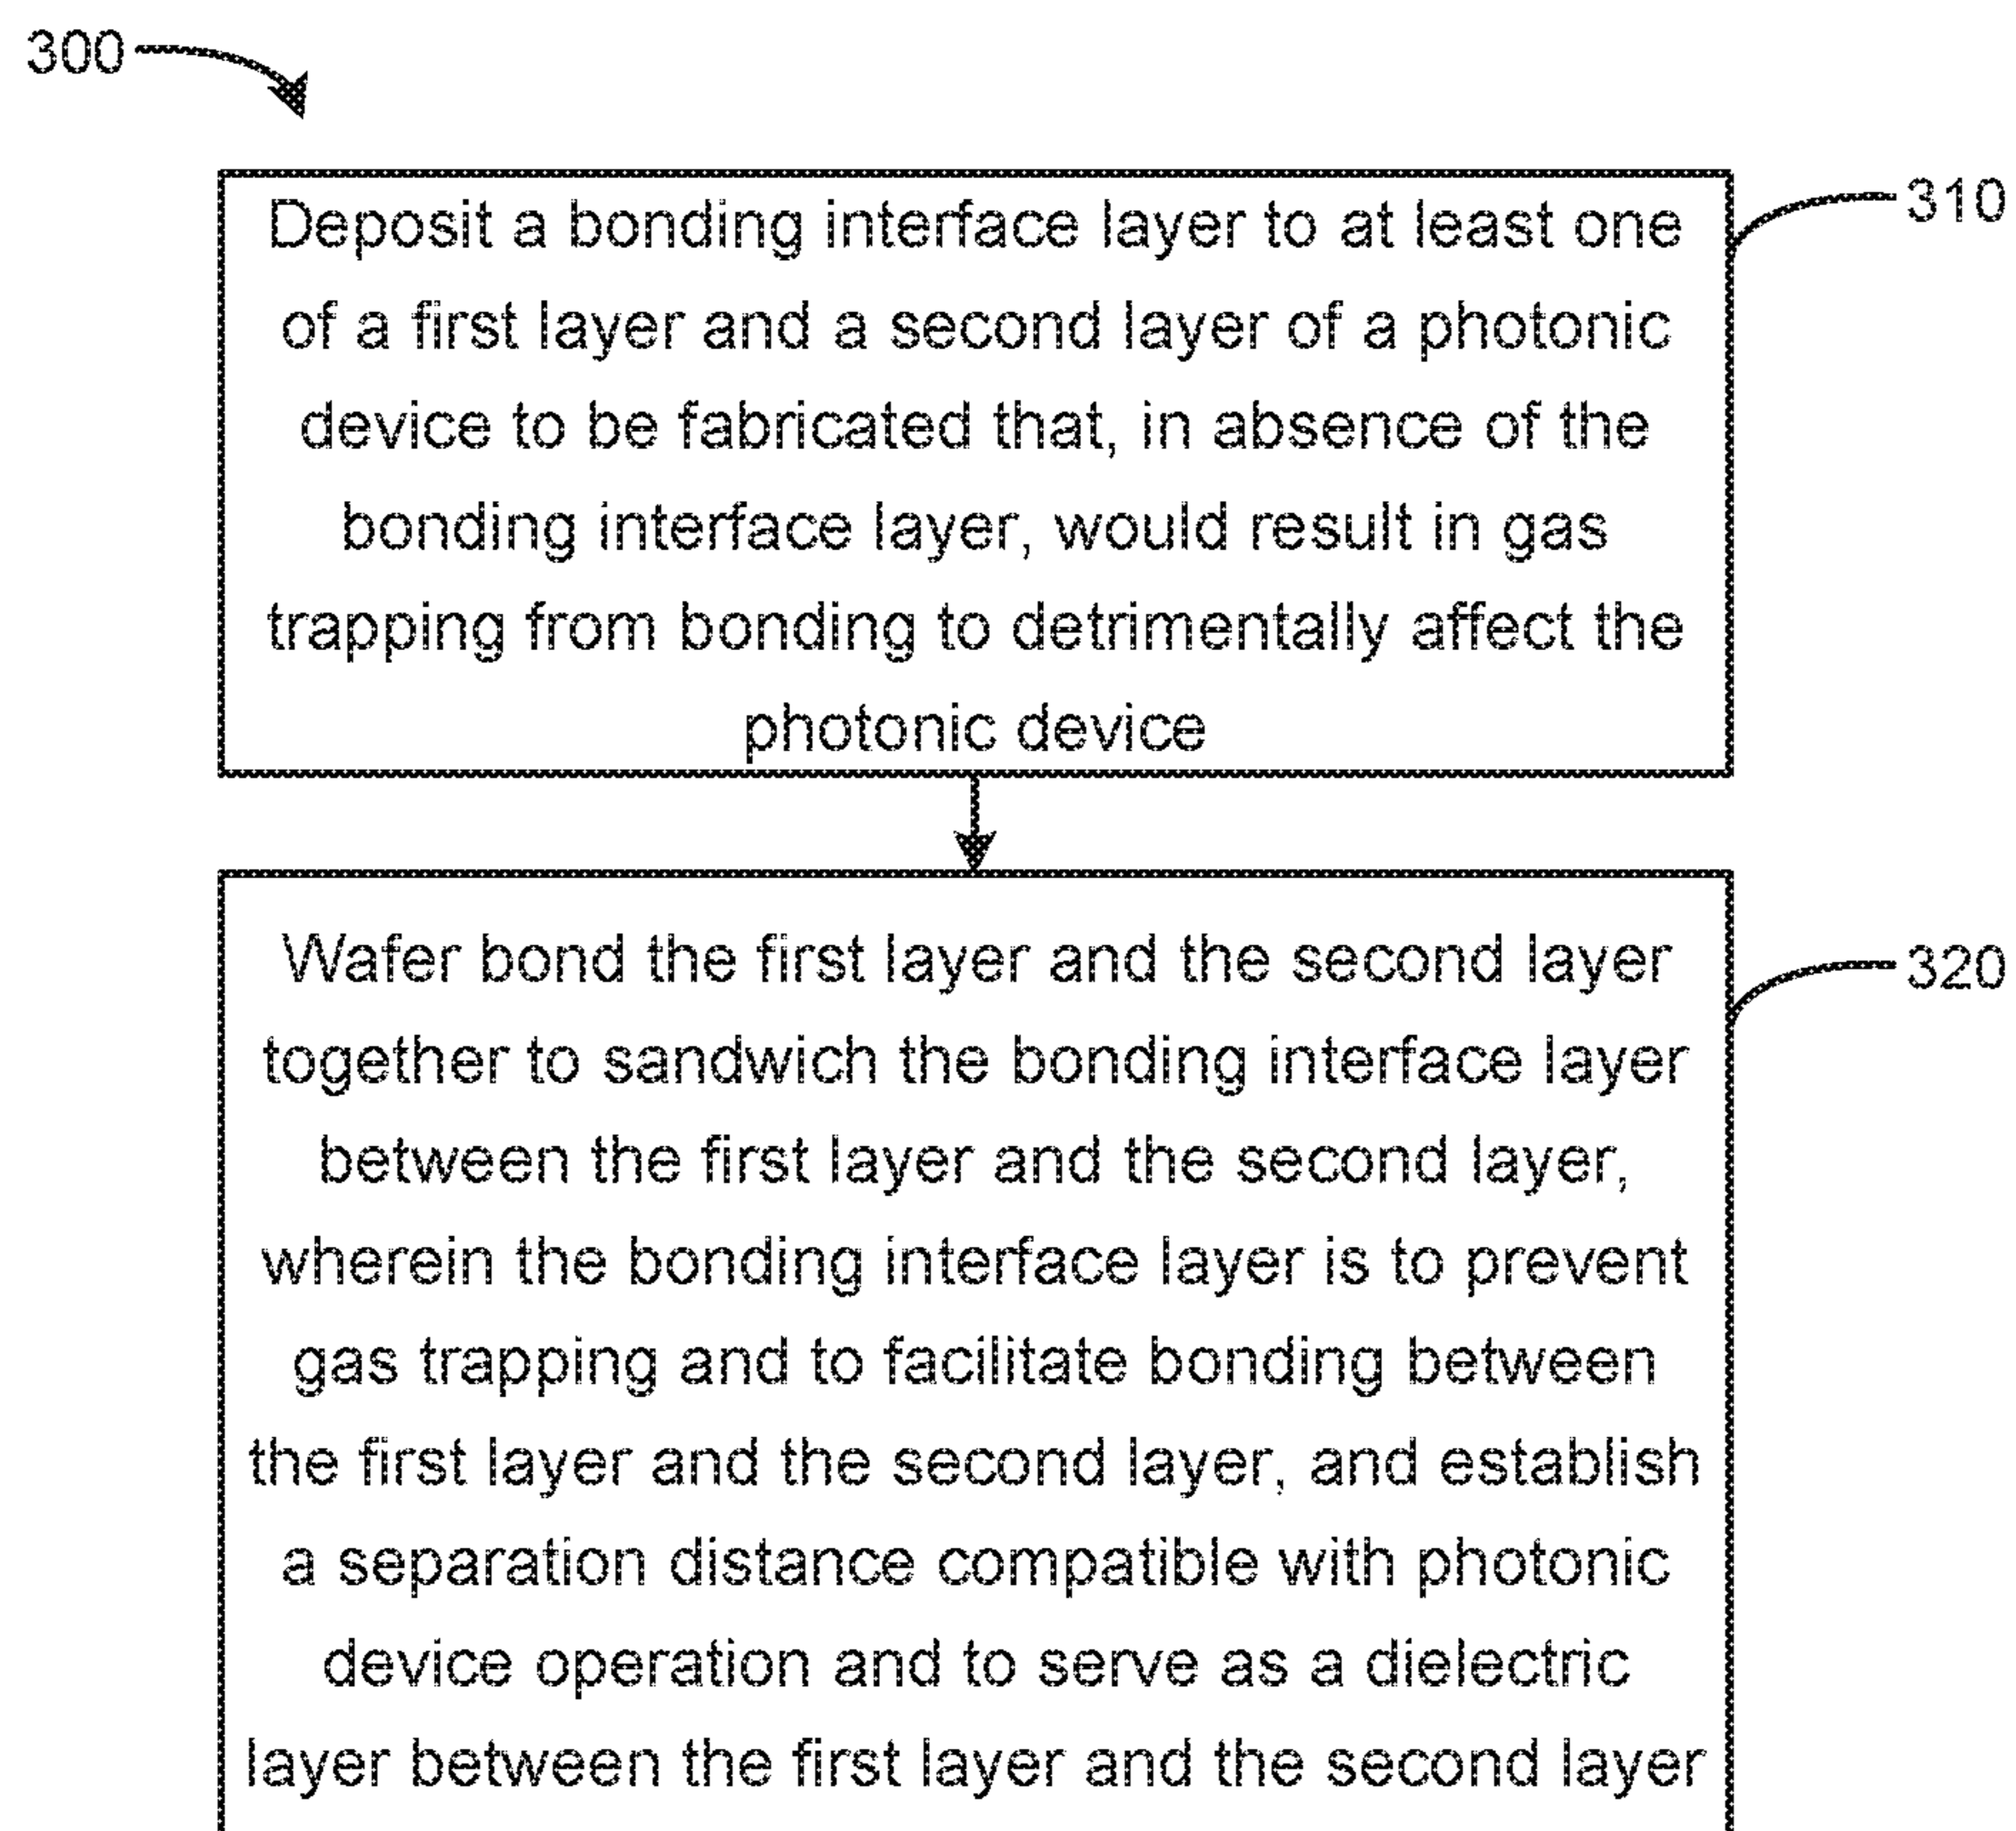 300
310
Deposit a bonding interface layer to at least one
of a first layer and a second layer of a photonic
device to be fabricated that, in absence of the
bonding interface layer, would result in gas
trapping from bonding to detrimentally affect the
photonic device
320
Wafer bond the first layer and the second layer
together to sandwich the bonding interface layer
between the first layer and the second layer,
wherein the bonding interface layer is to prevent
gas trapping and to facilitate bonding between
the first layer and the second layer, and establish
a separation distance compatible with photonic
device operation and to serve as a dielectric
layer between the first layer and the second layer